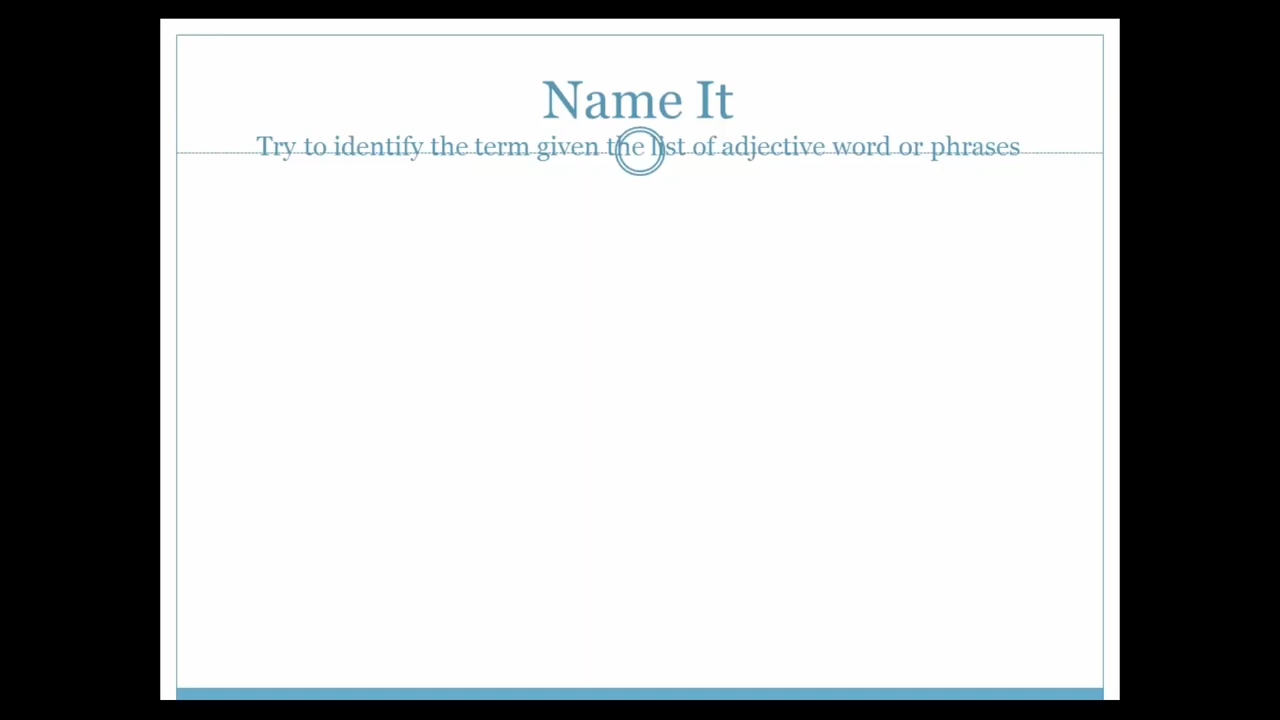 Name It
Try to identify the term given the list of adjective word or phrases